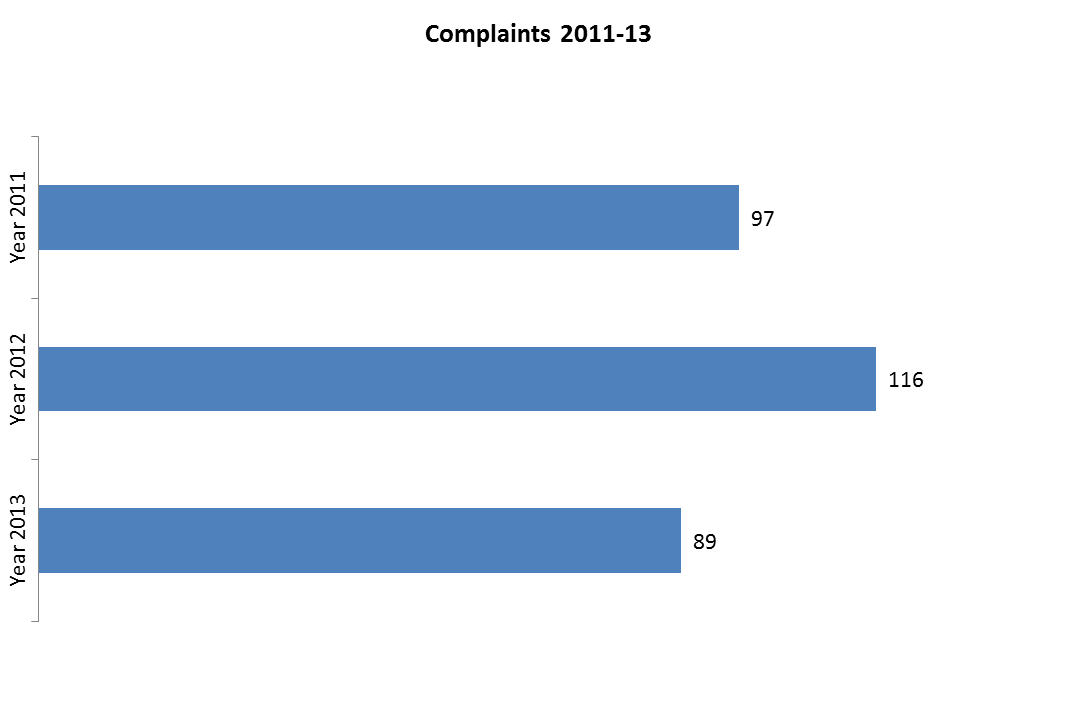 Complaints 2011-13
Year 2011
97
Year 2012
116
Year 2013
89